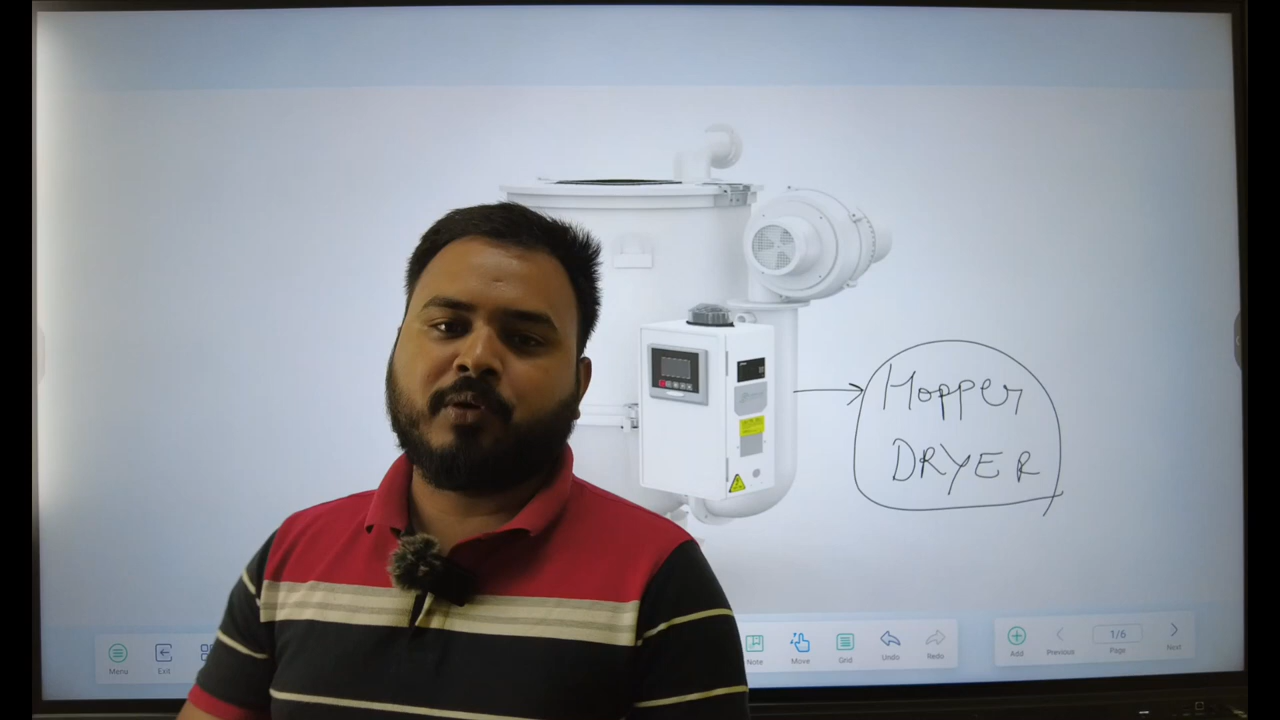 Hopper
DRYER
Menu
Exit
Note
Move
Grid
Undo
Redo
Add
Previous
1/6
Page
Next